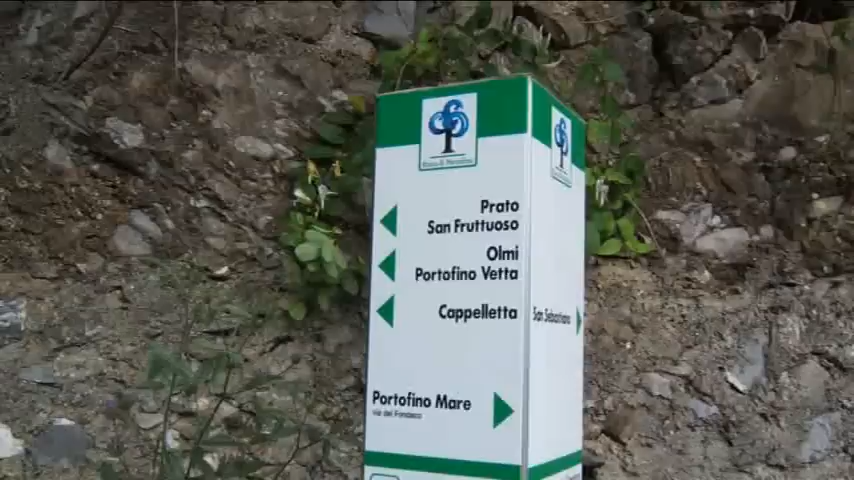 Prato
San Fruttuoso
Olmi
Portofino Vetta
Cappelletta
San Sebastiano
Portofino Mare
via del Fondaco